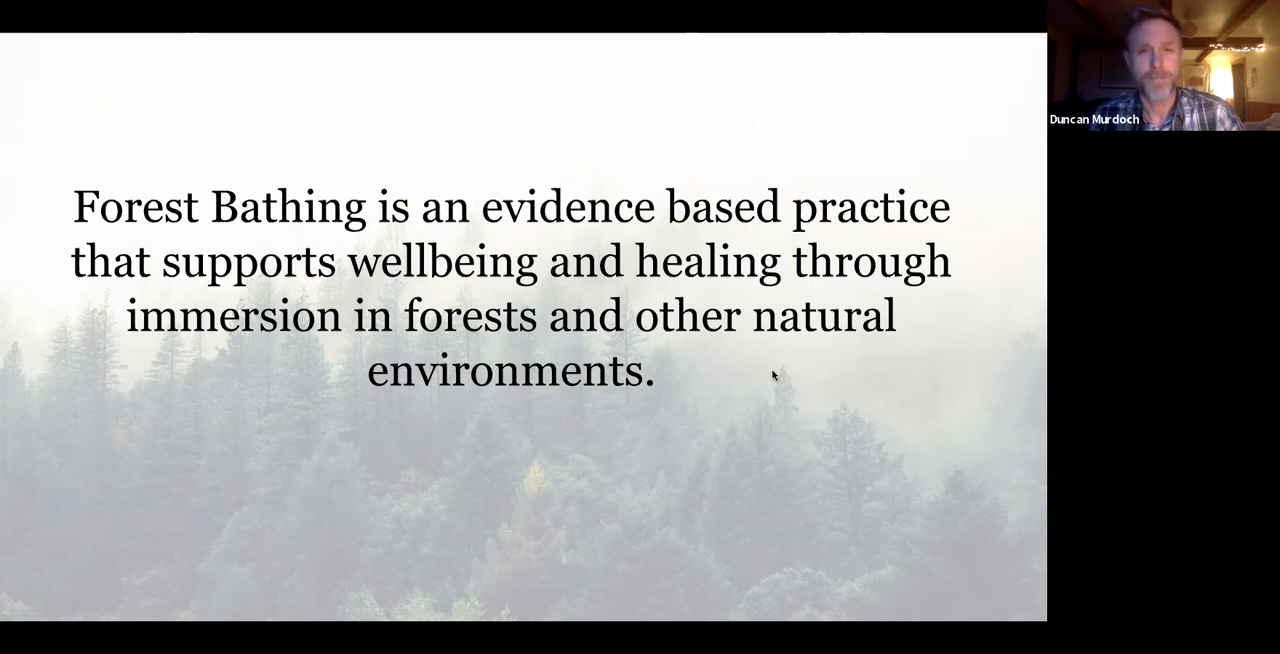 Forest Bathing is an evidence based practice
that supports wellbeing and healing through
immersion in forests and other natural
environments.
Duncan Murdoch